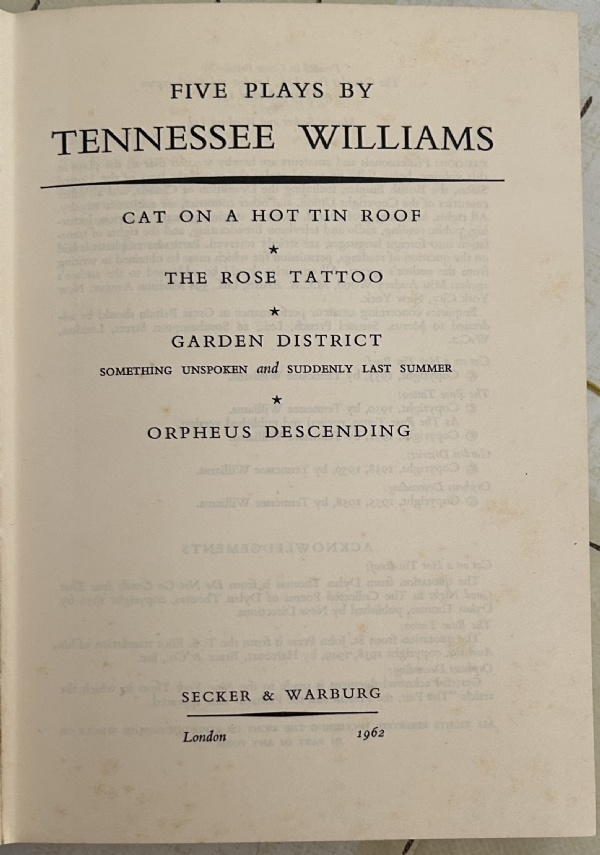 FIVE PLAYS BY
TENNESSEE WILLIAMS
CAT ON A HOT TIN ROOF
★
THE ROSE TATTOO
★
GARDEN DISTRICT
SOMETHING UNSPOKEN and SUDDENLY LAST SUMMER
★
ORPHEUS DESCENDING
SECKER & WARBURG
London 1962